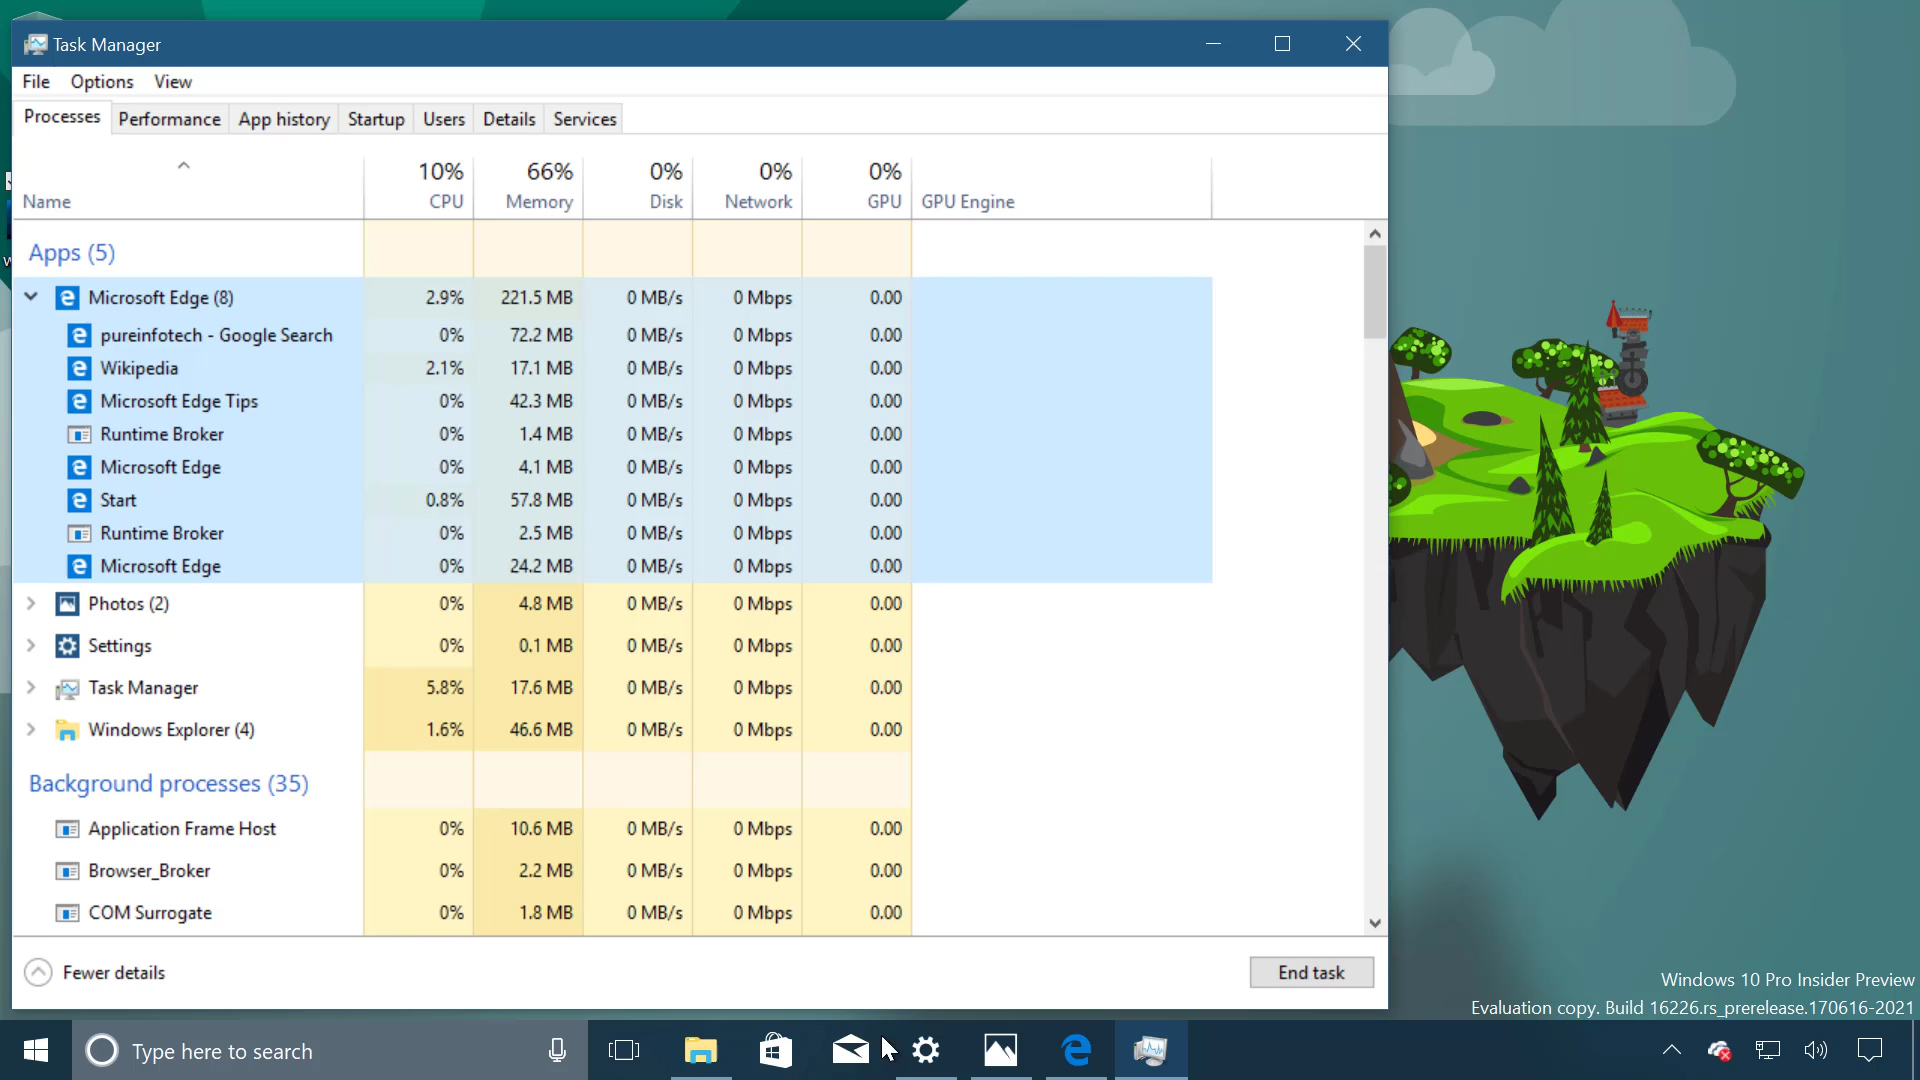 Task Manager
File Options View
Processes Performance App history Startup Users Details Services
10% 66% 0% 0% 0%
Name CPU Memory Disk Network GPU GPU Engine
Apps (5)
Microsoft Edge (8) 2.9% 221.5 MB 0 MB/s 0 Mbps 0.00
pureinfotech - Google Search 0% 72.2 MB 0 MB/s 0 Mbps 0.00
Wikipedia 2.1% 17.1 MB 0 MB/s 0 Mbps 0.00
Microsoft Edge Tips 0% 42.3 MB 0 MB/s 0 Mbps 0.00
Runtime Broker 0% 1.4 MB 0 MB/s 0 Mbps 0.00
Microsoft Edge 0% 4.1 MB 0 MB/s 0 Mbps 0.00
Start 0.8% 57.8 MB 0 MB/s 0 Mbps 0.00
Runtime Broker 0% 2.5 MB 0 MB/s 0 Mbps 0.00
Microsoft Edge 0% 24.2 MB 0 MB/s 0 Mbps 0.00
Photos (2) 0% 4.8 MB 0 MB/s 0 Mbps 0.00
Settings 0% 0.1 MB 0 MB/s 0 Mbps 0.00
Task Manager 5.8% 17.6 MB 0 MB/s 0 Mbps 0.00
Windows Explorer (4) 1.6% 46.6 MB 0 MB/s 0 Mbps 0.00
Background processes (35)
Application Frame Host 0% 10.6 MB 0 MB/s 0 Mbps 0.00
Browser_Broker 0% 2.2 MB 0 MB/s 0 Mbps 0.00
COM Surrogate 0% 1.8 MB 0 MB/s 0 Mbps 0.00
Fewer details End task
Windows 10 Pro Insider Preview
Evaluation copy. Build 16226.rs_prerelease.170616-2021
Type here to search